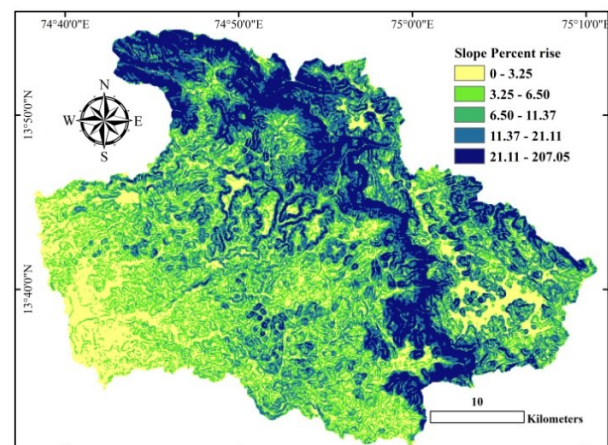 74°40'0"E 74°50'0"E 75°0'0"E 75°10'0"E
Slope Percent rise
0 - 3.25
3.25 - 6.50
6.50 - 11.37
11.37 - 21.11
21.11 - 207.05
N
W E
S
13°50'0"N
13°40'0"N
10
Kilometers